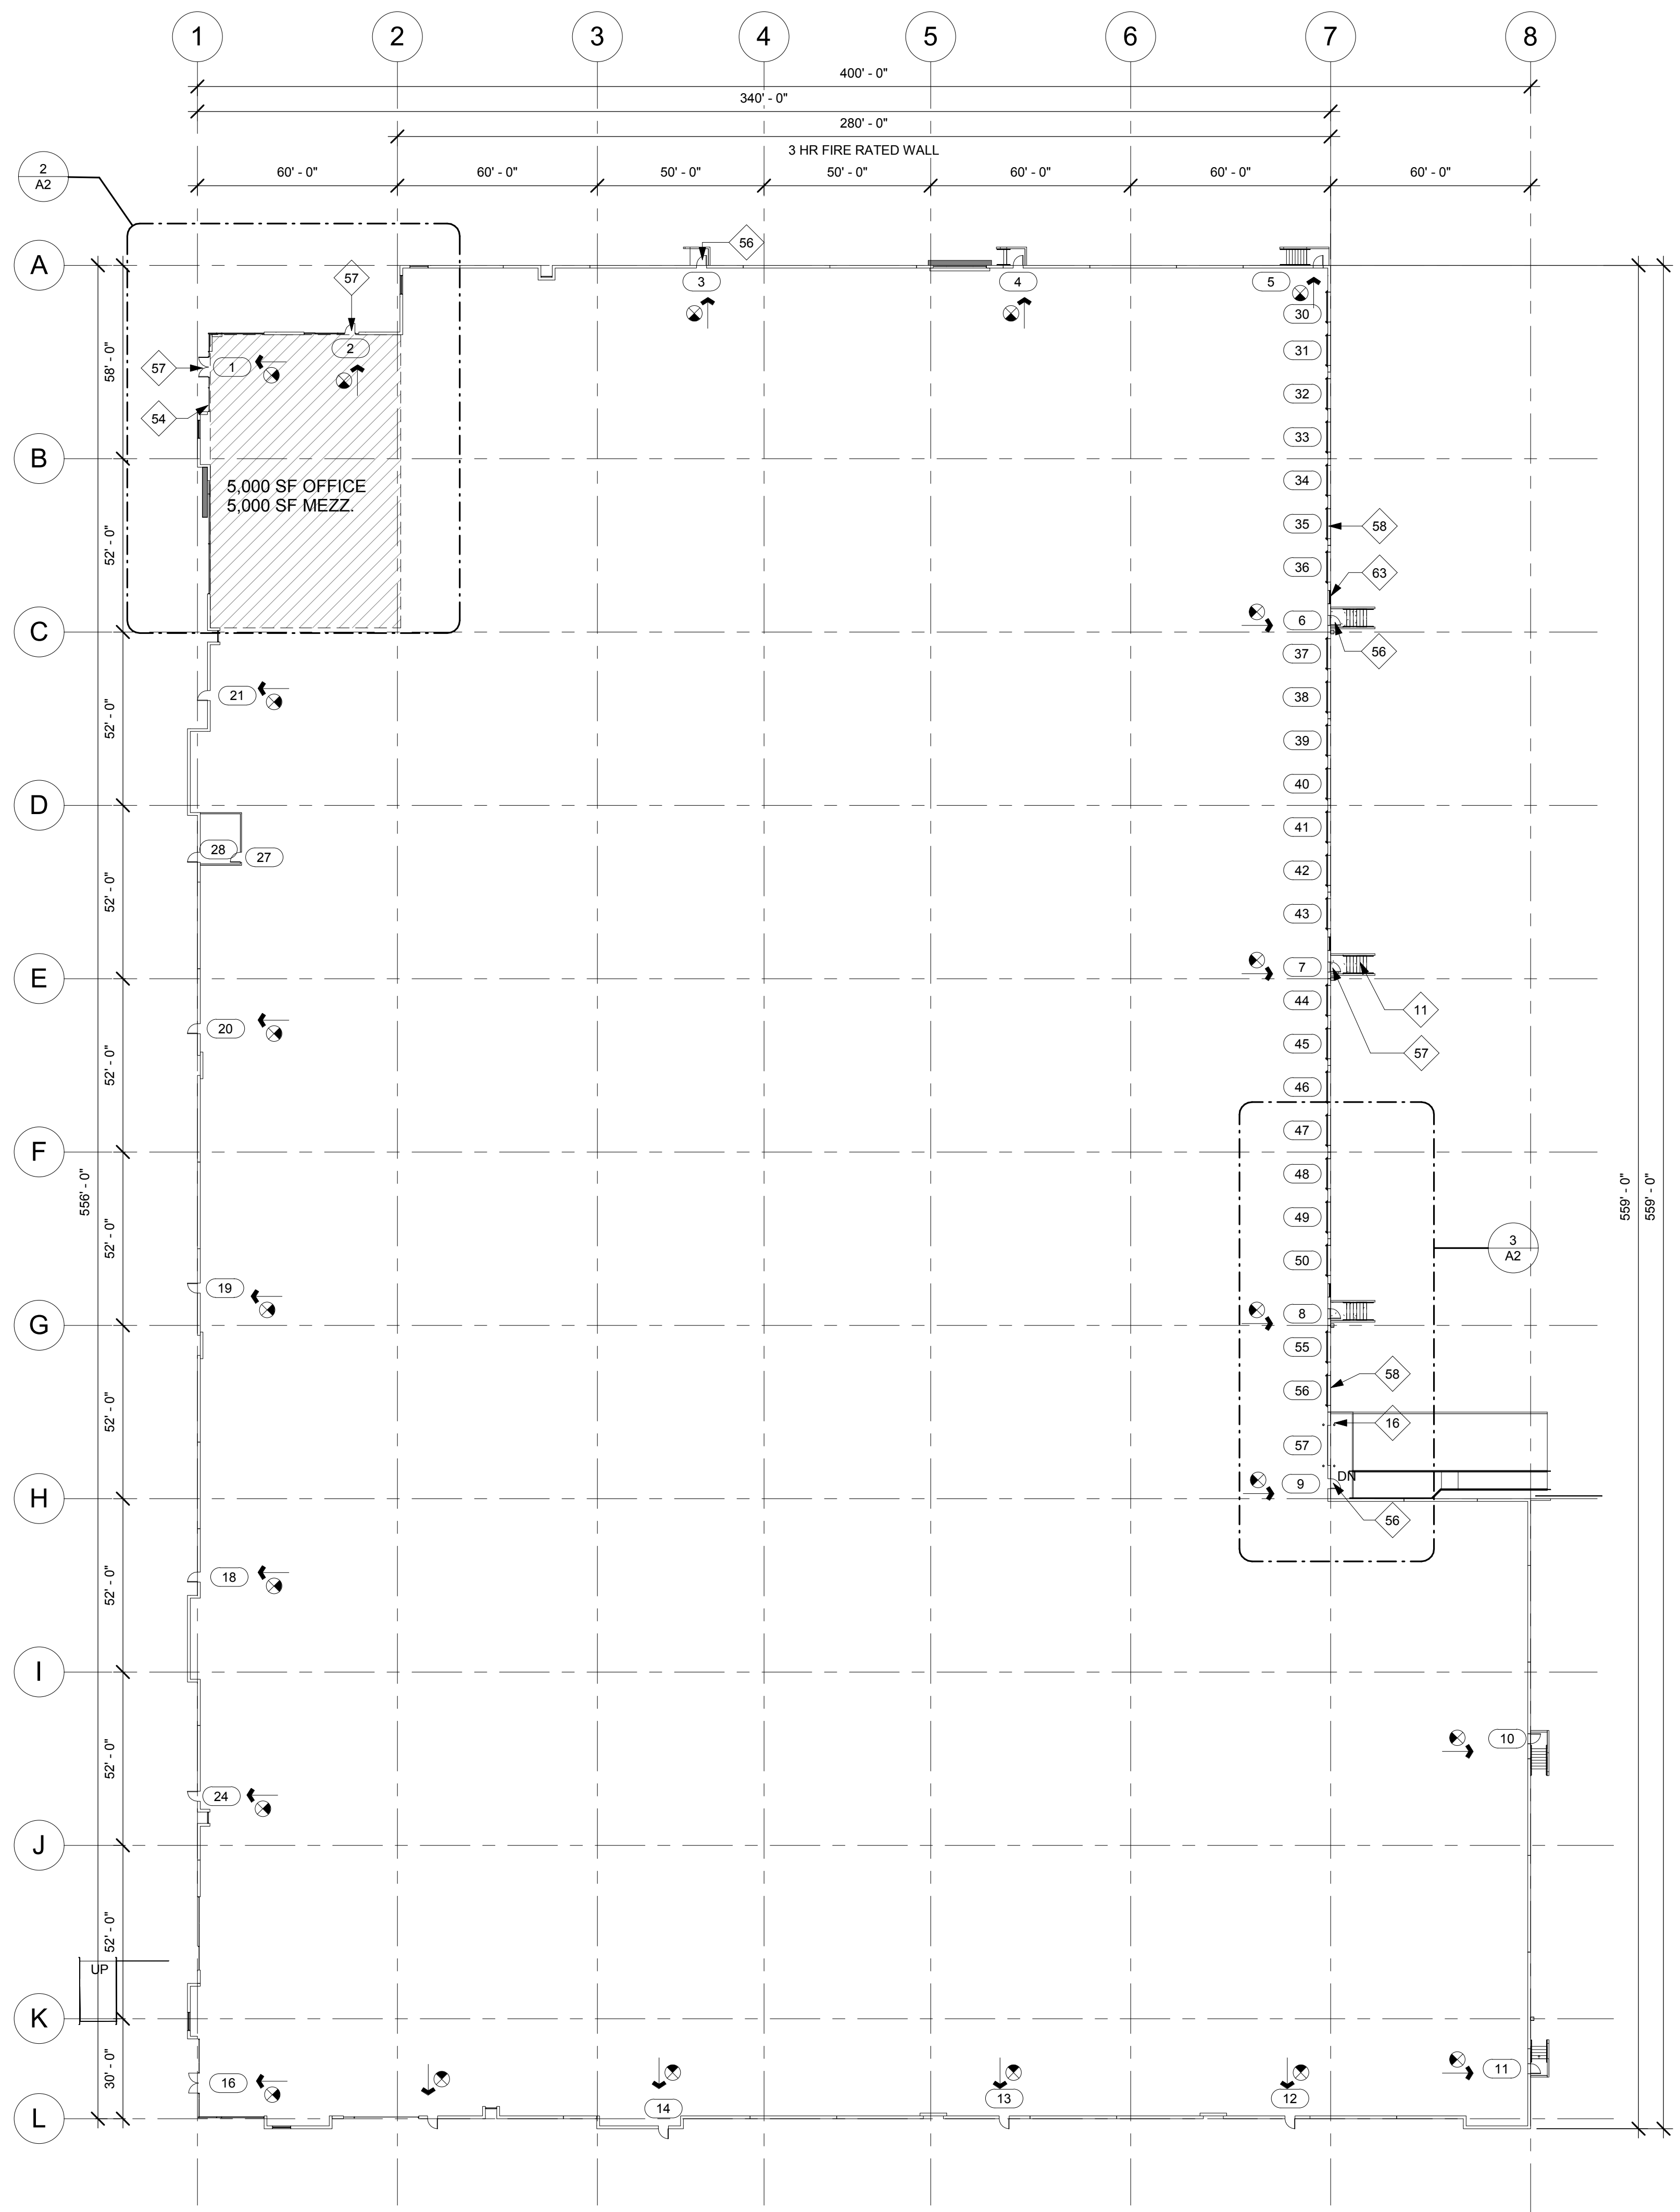 1
2
3
4
5
6
7
8
400' - 0"
340' - 0"
280' - 0"
3 HR FIRE RATED WALL
60' - 0"
60' - 0"
50' - 0"
50' - 0"
60' - 0"
60' - 0"
60' - 0"
2
A2
A
56
57
3
4
5
30
2
57
1
58' - 0"
31
54
32
33
B
5,000 SF OFFICE
5,000 SF MEZZ.
34
35
58
52' - 0"
36
63
C
6
56
37
21
38
52' - 0"
39
40
D
41
28
27
42
52' - 0"
43
E
7
44
11
20
45
57
52' - 0"
46
47
F
48
556' - 0"
559' - 0"
559' - 0"
49
52' - 0"
50
3
A2
19
8
G
55
58
56
52' - 0"
16
57
DN
9
H
56
18
52' - 0"
I
10
52' - 0"
24
J
52' - 0"
UP
K
11
30' - 0"
16
14
13
12
L